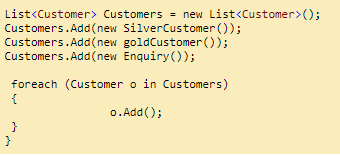 List<Customer> Customers = new List<Customer>();
Customers.Add(new SilverCustomer());
Customers.Add(new goldCustomer());
Customers.Add(new Enquiry());
foreach (Customer o in Customers)
{
o.Add();
}
}